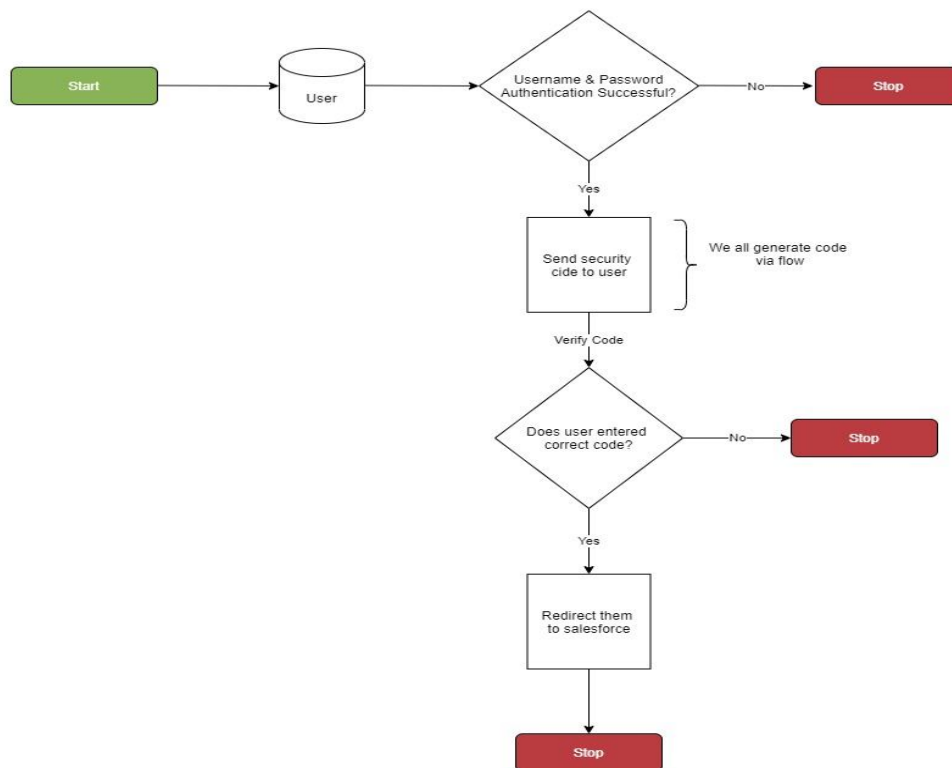 Start
User
Username & Password
Authentication Successful?
No
Stop
Yes
Send security
cide to user
We all generate code
via flow
Verify Code
Does user entered
correct code?
No
Stop
Yes
Redirect them
to salesforce
Stop